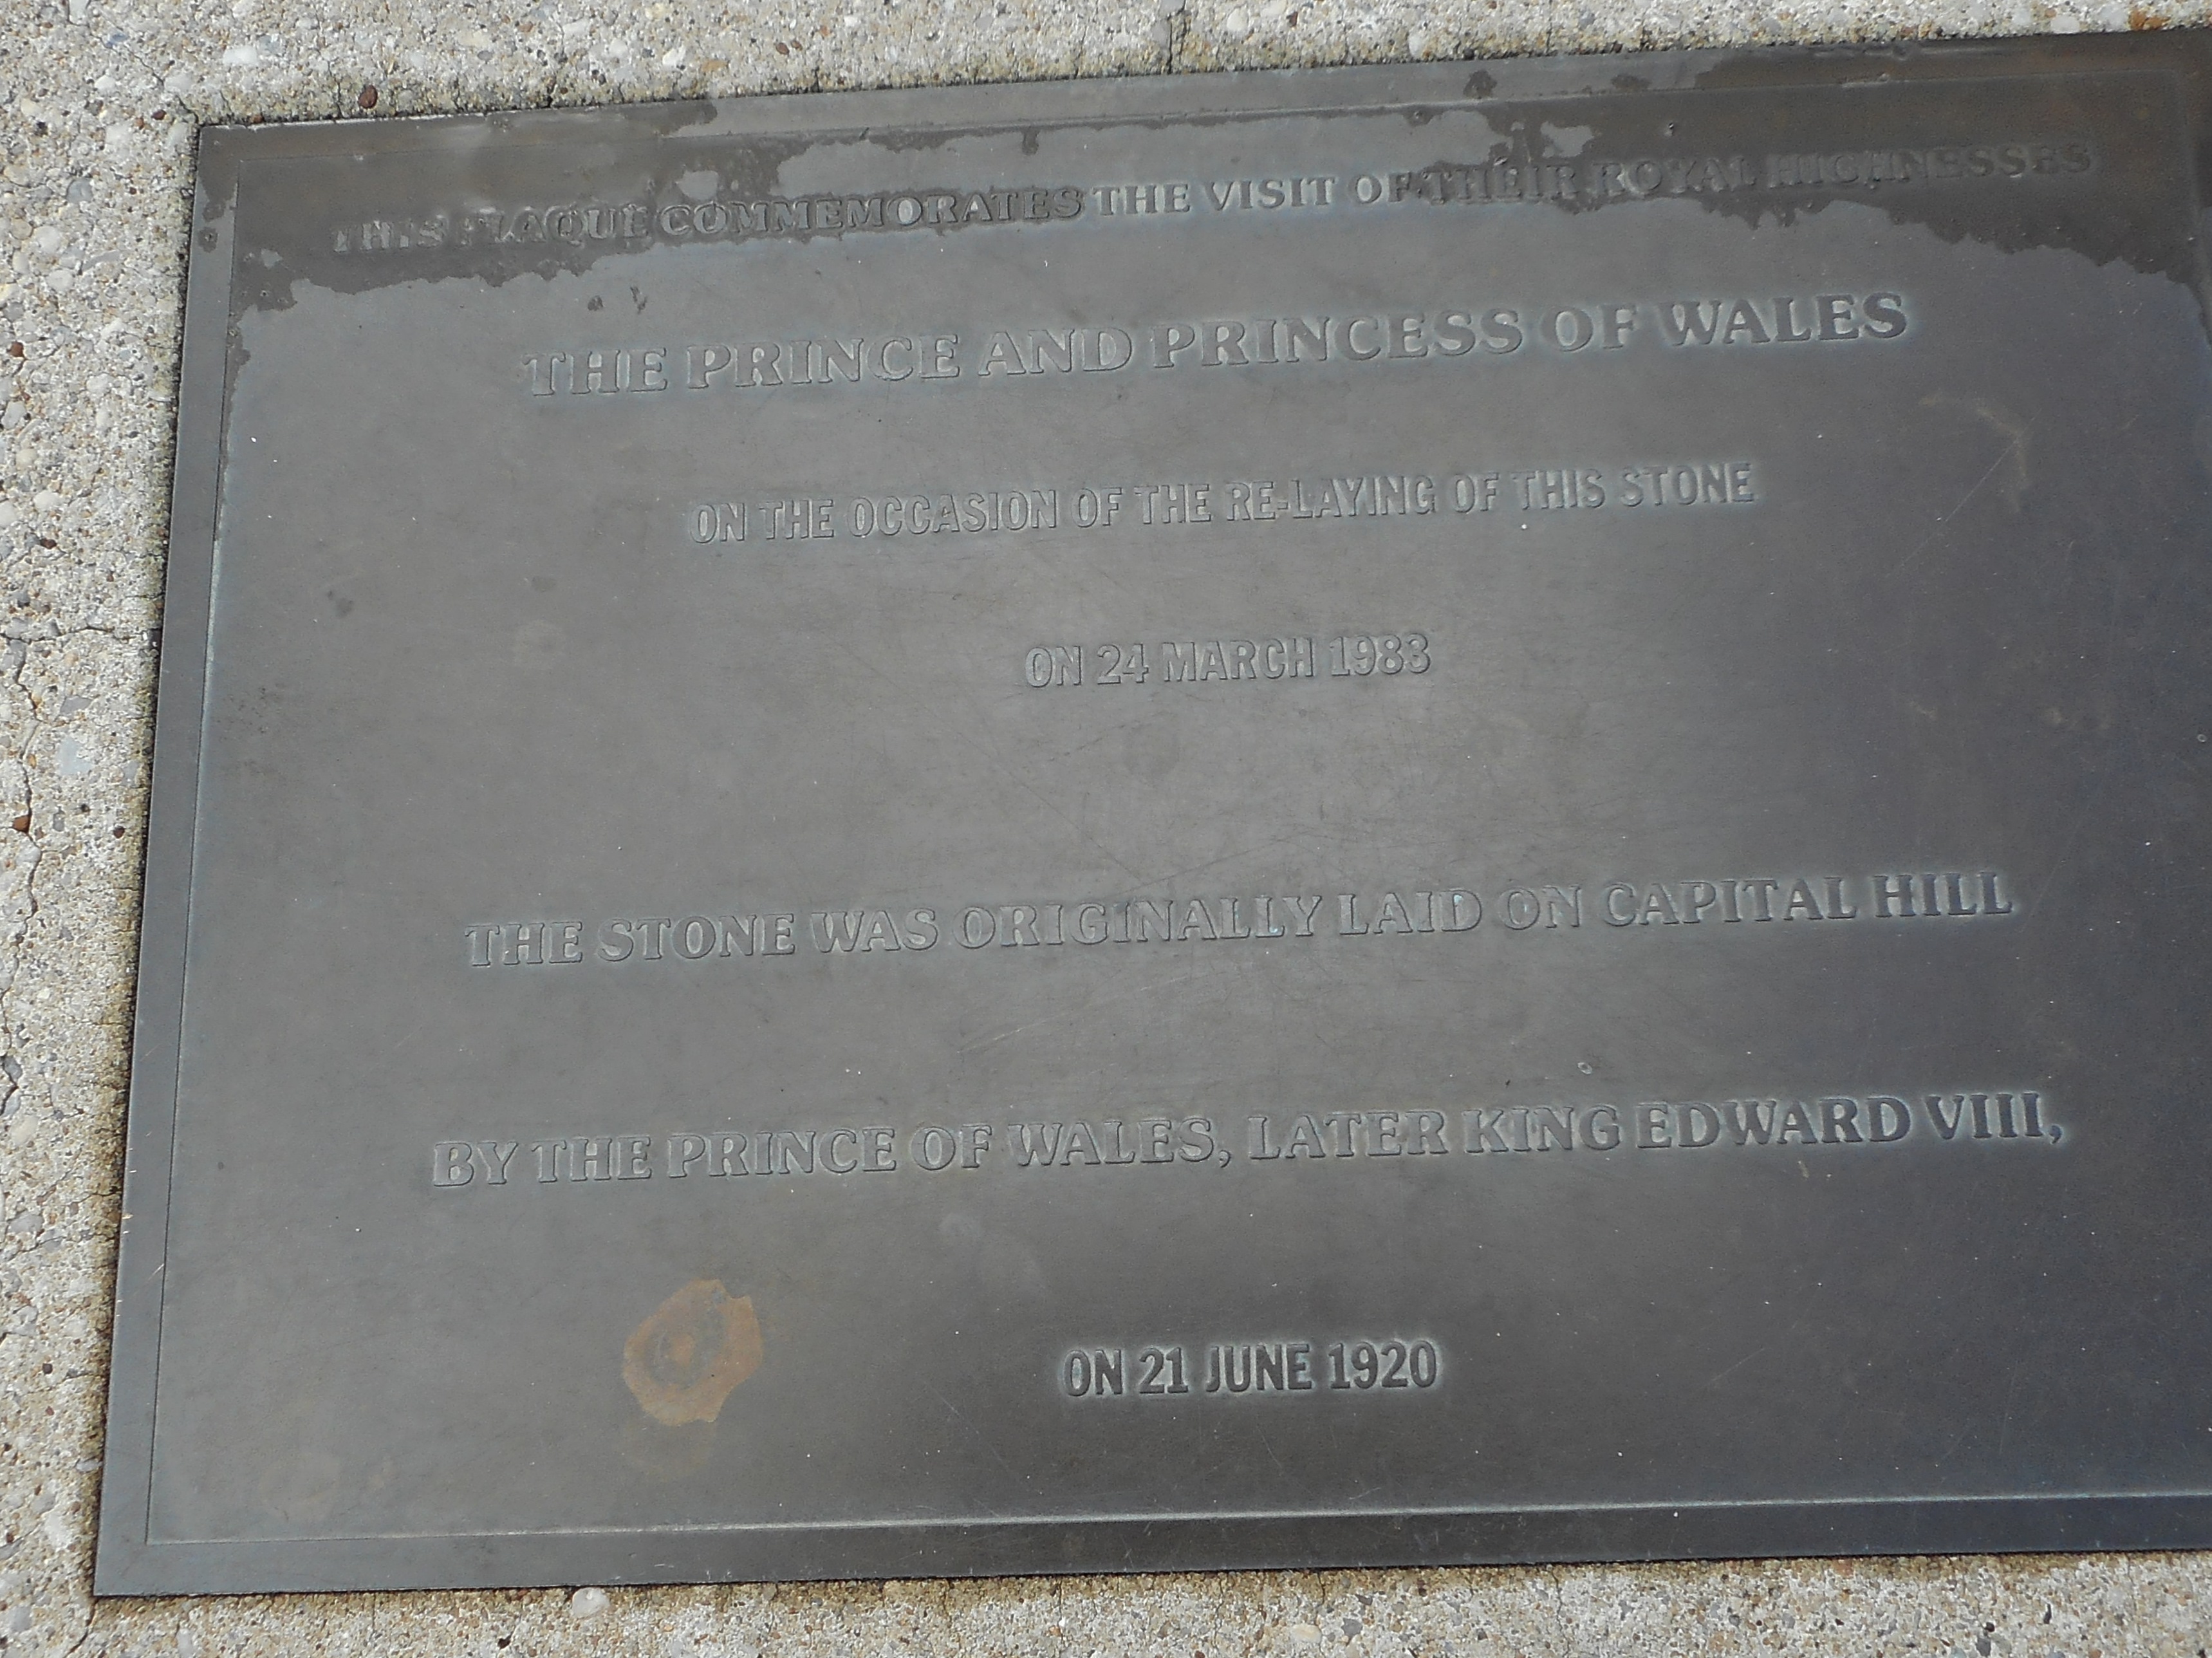 THIS PLAQUE COMMEMORATES THE VISIT OF THEIR ROYAL HIGHNESSES
THE PRINCE AND PRINCESS OF WALES
ON THE OCCASION OF THE RE-LAYING OF THIS STONE
ON 24 MARCH 1983
THE STONE WAS ORIGINALLY LAID ON CAPITAL HILL
BY THE PRINCE OF WALES, LATER KING EDWARD VIII,
ON 21 JUNE 1920